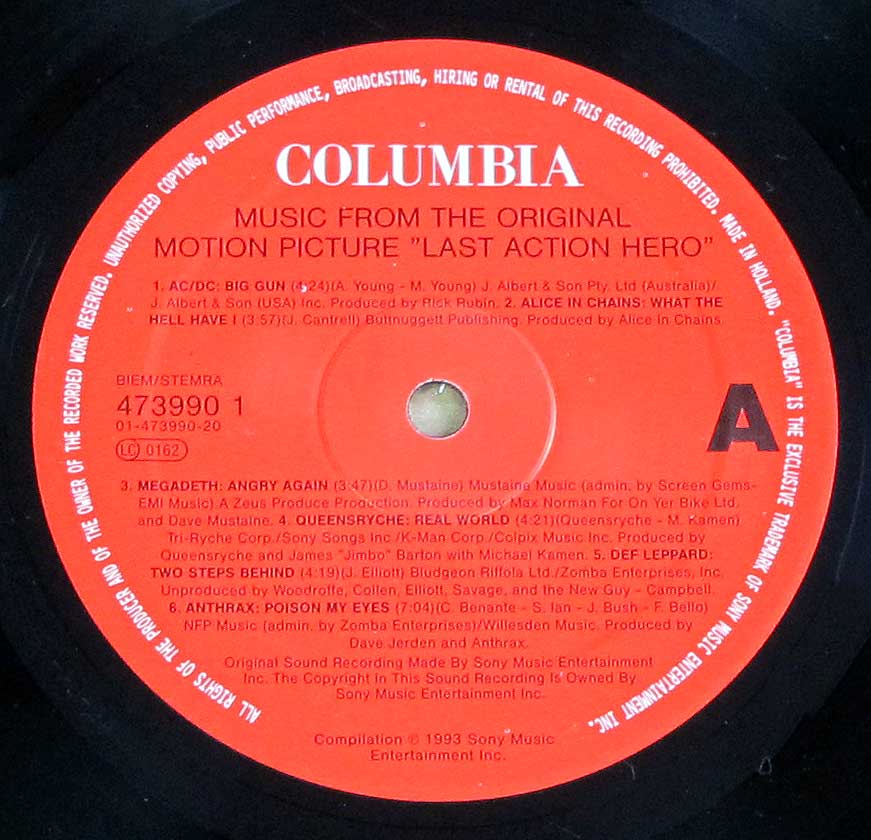 ALL RIGHTS OF THE PRODUCER AND OF THE OWNER OF THE RECORDED WORK RESERVED. UNAUTHORIZED COPYING, PUBLIC PERFORMANCE, BROADCASTING, HIRING OR RENTAL OF THIS RECORDING PROHIBITED. MADE IN HOLLAND. "COLUMBIA" IS THE EXCLUSIVE TRADEMARK OF SONY MUSIC ENTERTAINMENT INC.
COLUMBIA
MUSIC FROM THE ORIGINAL
MOTION PICTURE "LAST ACTION HERO"
1. AC/DC: BIG GUN (4:24)(A. Young - M. Young) J. Albert & Son Pty. Ltd (Australia)/
J. Albert & Son (USA) Inc. Produced by Rick Rubin. 2. ALICE IN CHAINS: WHAT THE
HELL HAVE I (3:57)(J. Cantrell) Buttnuggett Publishing. Produced by Alice In Chains.
BIEM/STEMRA
473990 1
01-473990-20
LC 0162
A
3. MEGADETH: ANGRY AGAIN (3:47)(D. Mustaine) Mustaine Music (admin. by Screen Gems-
EMI Music) A Zeus Produce Production. Produced by Max Norman For On Yer Bike Ltd.
and Dave Mustaine. 4. QUEENSRYCHE: REAL WORLD (4:21)(Queensryche - M. Kamen)
Tri-Ryche Corp./Sony Songs Inc./K-Man Corp./Colpix Music Inc. Produced by
Queensryche and James "Jimbo" Barton with Michael Kamen. 5. DEF LEPPARD:
TWO STEPS BEHIND (4:19)(J. Elliott) Bludgeon Riffola Ltd./Zomba Enterprises, Inc.
Unproduced by Woodroffe, Collen, Elliott, Savage, and the New Guy - Campbell.
6. ANTHRAX: POISON MY EYES (7:04)(C. Benante - S. Ian - J. Bush - F. Bello)
NFP Music (admin. by Zomba Enterprises)/Willesden Music. Produced by
Dave Jerden and Anthrax.
Original Sound Recording Made By Sony Music Entertainment
Inc. The Copyright In This Sound Recording Is Owned By
Sony Music Entertainment Inc.
Compilation © 1993 Sony Music
Entertainment Inc.